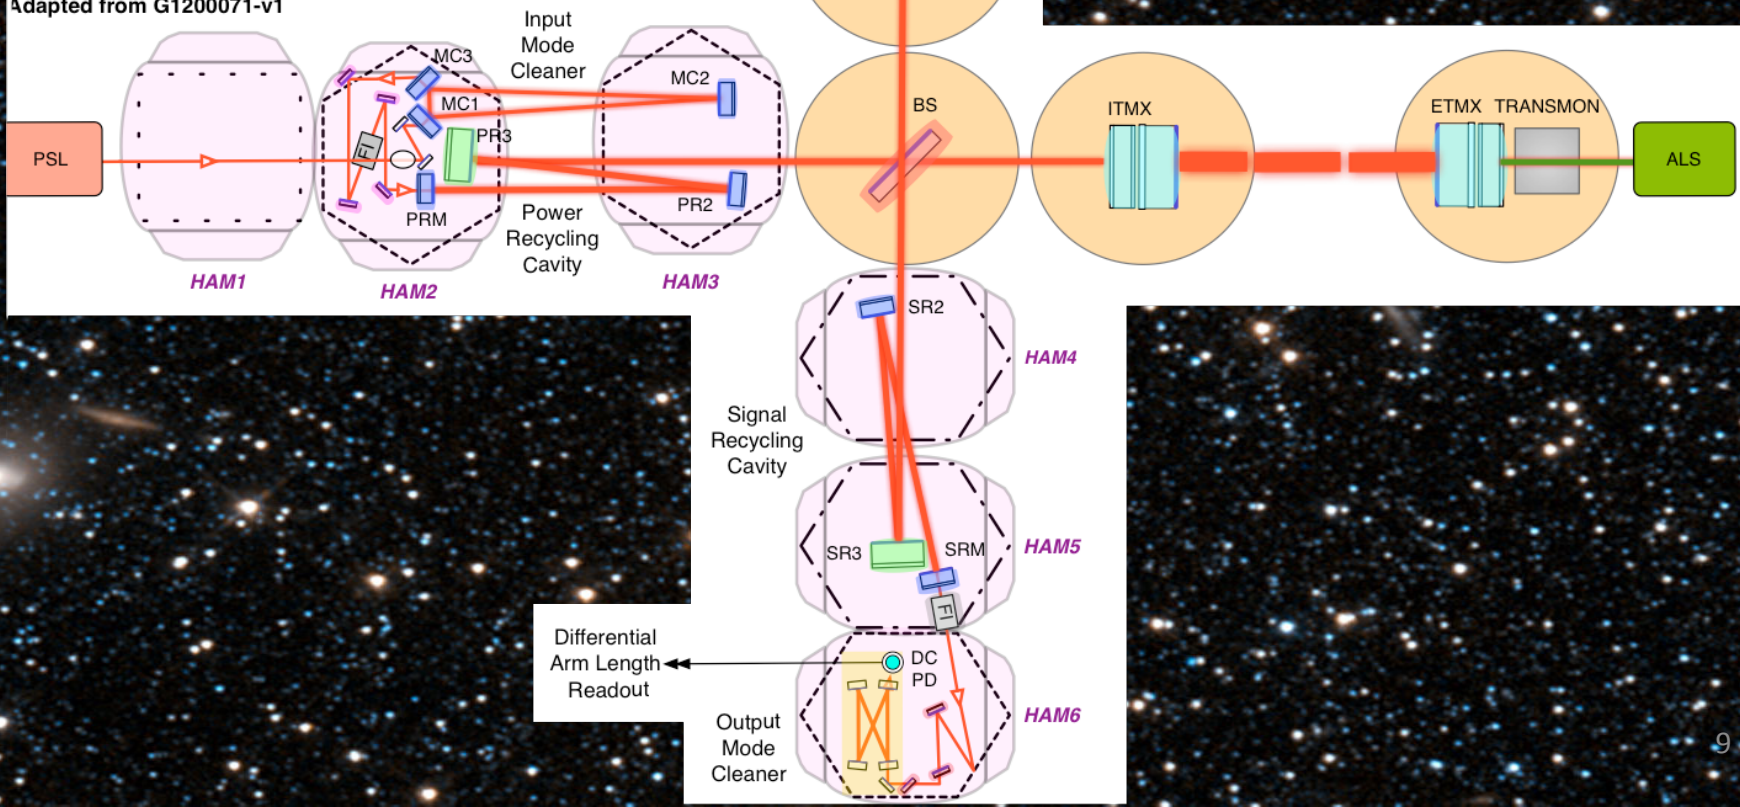 Adapted from G1200071-v1
Input
Mode
Cleaner
MC3
MC2
MC1
BS
ITMX
ETMX TRANSMON
PSL
FI
PR3
ALS
PRM
PR2
Power
Recycling
Cavity
HAM1
HAM2
HAM3
SR2
HAM4
Signal
Recycling
Cavity
SR3
SRM
HAM5
FI
Differential
Arm Length
Readout
DC
PD
Output
Mode
Cleaner
HAM6
9